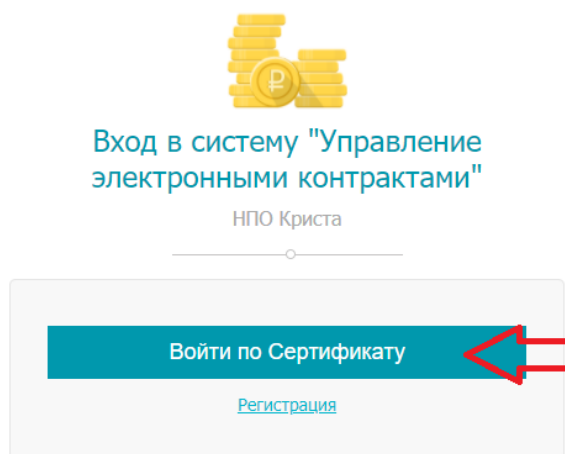 Вход в систему "Управление
электронными контрактами"
НПО Криста
Войти по Сертификату
Регистрация